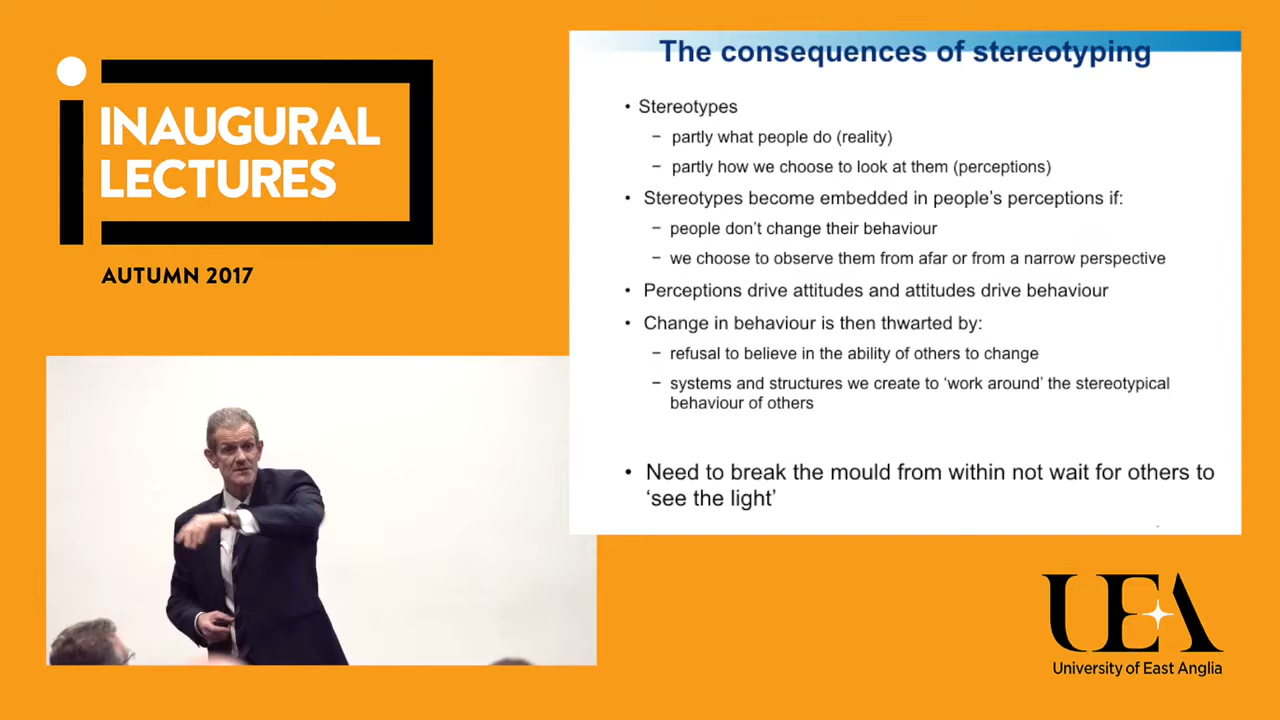 INAUGURAL
LECTURES
AUTUMN 2017
The consequences of stereotyping
• Stereotypes
− partly what people do (reality)
− partly how we choose to look at them (perceptions)
• Stereotypes become embedded in people's perceptions if:
− people don't change their behaviour
− we choose to observe them from afar or from a narrow perspective
• Perceptions drive attitudes and attitudes drive behaviour
• Change in behaviour is then thwarted by:
− refusal to believe in the ability of others to change
− systems and structures we create to ‘work around’ the stereotypical
behaviour of others
• Need to break the mould from within not wait for others to
‘see the light’
UEA
University of East Anglia